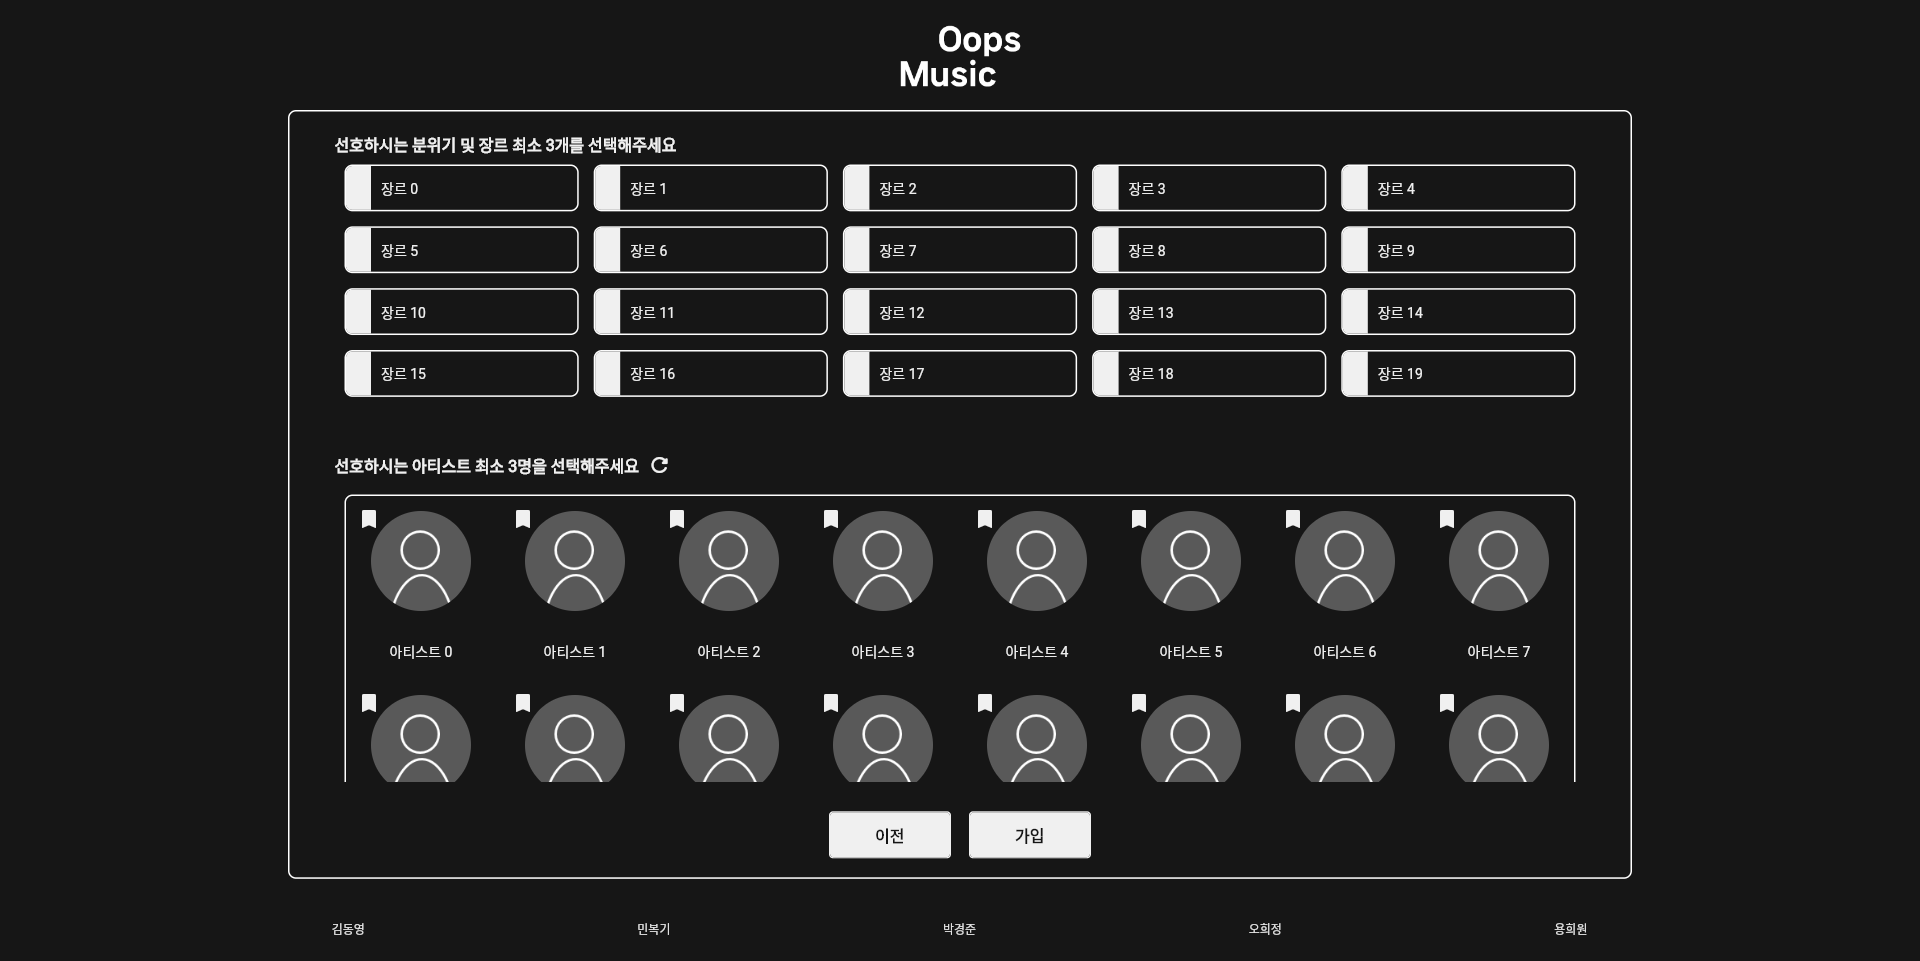 Oops
Music
선호하시는 분위기 및 장르 최소 3개를 선택해주세요
장르 0 장르 1 장르 2 장르 3 장르 4
장르 5 장르 6 장르 7 장르 8 장르 9
장르 10 장르 11 장르 12 장르 13 장르 14
장르 15 장르 16 장르 17 장르 18 장르 19
선호하시는 아티스트 최소 3명을 선택해주세요
아티스트 0 아티스트 1 아티스트 2 아티스트 3 아티스트 4 아티스트 5 아티스트 6 아티스트 7
이전 가입
김동영 민복기 박경준 오희정 용희원